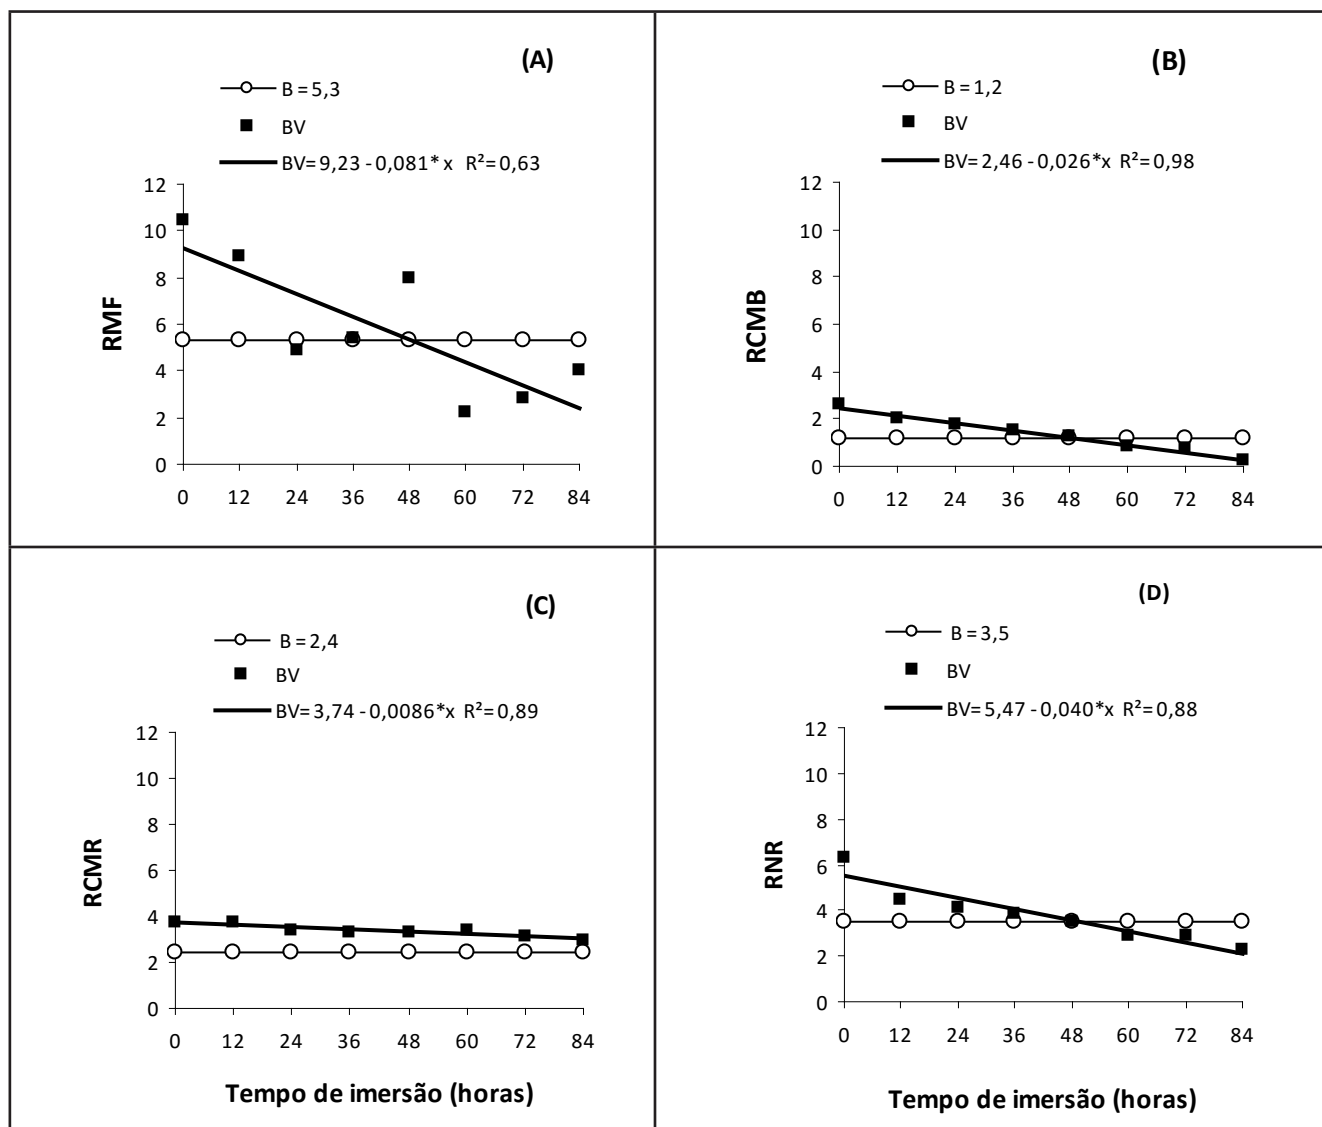 (A)
B = 5,3
BV
BV= 9,23 - 0,081* x R²= 0,63
12
10
8
6
4
2
0
RMF
0 12 24 36 48 60 72 84
(B)
B = 1,2
BV
BV= 2,46 - 0,026*x R²= 0,98
12
10
8
6
4
2
0
RCMB
0 12 24 36 48 60 72 84
(C)
B = 2,4
BV
BV= 3,74 - 0,0086*x R²= 0,89
12
10
8
6
4
2
0
RCMR
0 12 24 36 48 60 72 84
Tempo de imersão (horas)
(D)
B = 3,5
BV
BV= 5,47 - 0,040*x R²= 0,88
12
10
8
6
4
2
0
RNR
0 12 24 36 48 60 72 84
Tempo de imersão (horas)